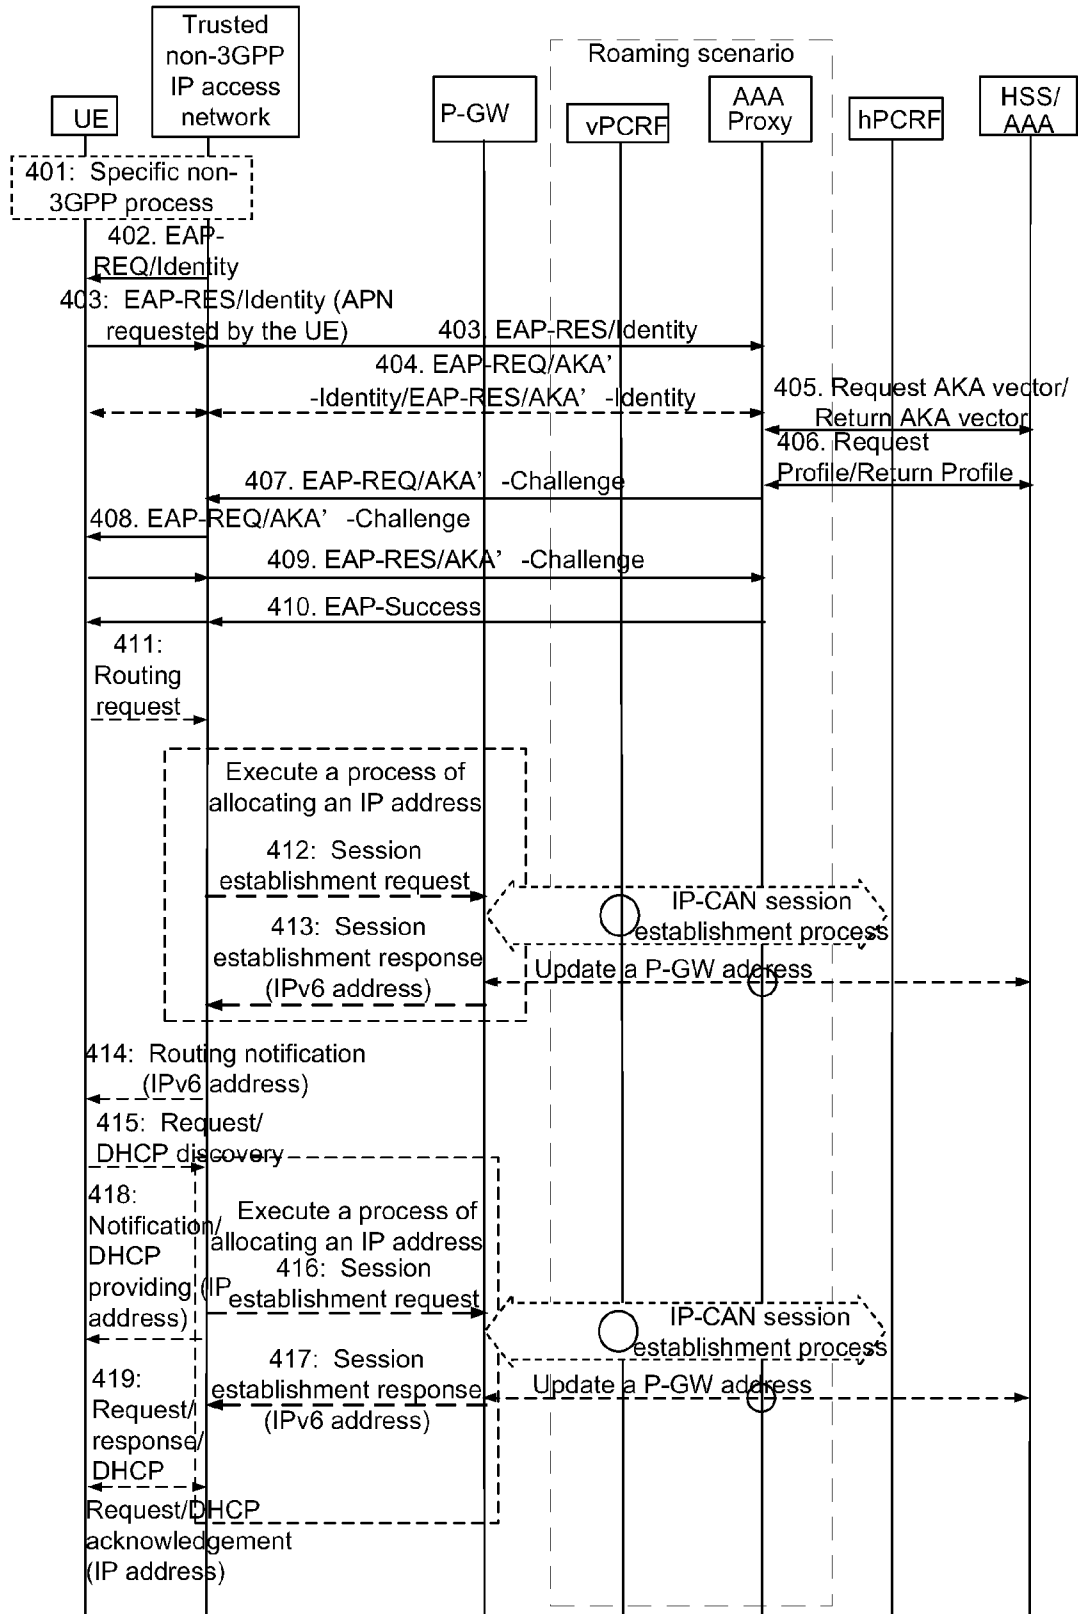 Trusted
non-3GPP
IP access
network
Roaming scenario
UE
P-GW
vPCRF
AAA
Proxy
hPCRF
HSS/
AAA
401: Specific non-
3GPP process
402. EAP-
REQ/Identity
403: EAP-RES/Identity (APN
requested by the UE)
403. EAP-RES/Identity
404. EAP-REQ/AKA’
-Identity/EAP-RES/AKA’ -Identity
405. Request AKA vector/
Return AKA vector
406. Request
Profile/Return Profile
407. EAP-REQ/AKA’ -Challenge
408. EAP-REQ/AKA’ -Challenge
409. EAP-RES/AKA’ -Challenge
410. EAP-Success
411:
Routing
request
Execute a process of
allocating an IP address
412: Session
establishment request
IP-CAN session
establishment process
413: Session
establishment response
(IPv6 address)
Update a P-GW address
414: Routing notification
(IPv6 address)
415: Request/
DHCP discovery
418:
Notification/
DHCP
providing (IP
address)
Execute a process of
allocating an IP address
416: Session
establishment request
IP-CAN session
establishment process
417: Session
establishment response
(IPv6 address)
Update a P-GW address
419:
Request/
response/
DHCP
Request/DHCP
acknowledgement
(IP address)